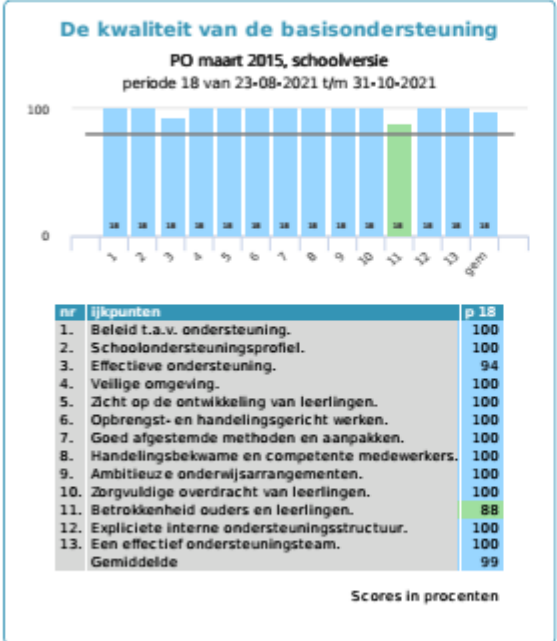 De kwaliteit van de basisondersteuning
PO maart 2015, schoolversie
periode 18 van 23-08-2021 t/m 31-10-2021
100
18 18 18 18 18 18 18 18 18 18 18 18 18 18
0
1 2 3 4 5 6 7 8 9 10 11 12 13 gem
nr ijkpunten p 18
1. Beleid t.a.v. ondersteuning. 100
2. Schoolondersteuningsprofiel. 100
3. Effectieve ondersteuning. 94
4. Veilige omgeving. 100
5. Zicht op de ontwikkeling van leerlingen. 100
6. Opbrengst- en handelingsgericht werken. 100
7. Goed afgestemde methoden en aanpakken. 100
8. Handelingsbekwame en competente medewerkers. 100
9. Ambitieuze onderwijsarrangementen. 100
10. Zorgvuldige overdracht van leerlingen. 100
11. Betrokkenheid ouders en leerlingen. 88
12. Expliciete interne ondersteuningsstructuur. 100
13. Een effectief ondersteuningsteam. 100
Gemiddelde 99
Scores in procenten